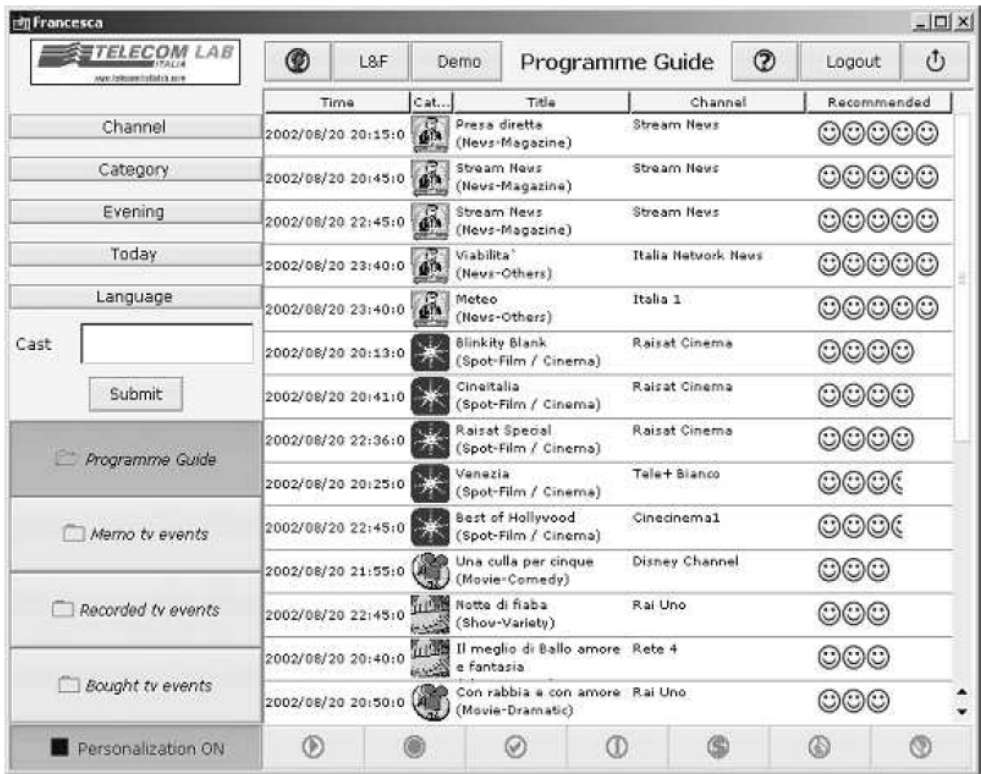 Francesca
TELECOM LAB
ITALIA
L&F
Demo
Programme Guide
Logout
Channel
Category
Evening
Today
Language
Cast
Submit
Programme Guide
Memo tv events
Recorded tv events
Bought tv events
Personalization ON
Time Cat... Title Channel Recommended
2002/08/20 20:15:0 Presa diretta Stream News
(News-Magazine)
2002/08/20 20:45:0 Stream News Stream News
(News-Magazine)
2002/08/20 22:45:0 Stream News Stream News
(News-Magazine)
2002/08/20 23:40:0 Viabilita` Italia Network News
(News-Others)
2002/08/20 23:40:0 Meteo Italia 1
(News-Others)
2002/08/20 20:13:0 Blinkity Blank Raisat Cinema
(Spot-Film / Cinema)
2002/08/20 20:41:0 Cineitalia Raisat Cinema
(Spot-Film / Cinema)
2002/08/20 22:36:0 Raisat Special Raisat Cinema
(Spot-Film / Cinema)
2002/08/20 20:25:0 Venezia Tele+ Bianco
(Spot-Film / Cinema)
2002/08/20 22:45:0 Best of Hollywood Cinecinema1
(Spot-Film / Cinema)
2002/08/20 21:55:0 Una culla per cinque Disney Channel
(Movie-Comedy)
2002/08/20 22:45:0 Notte di fiaba Rai Uno
(Show-Variety)
2002/08/20 20:40:0 Il meglio di Ballo amore Rete 4
e fantasia
2002/08/20 20:50:0 Con rabbia e con amore Rai Uno
(Movie-Dramatic)